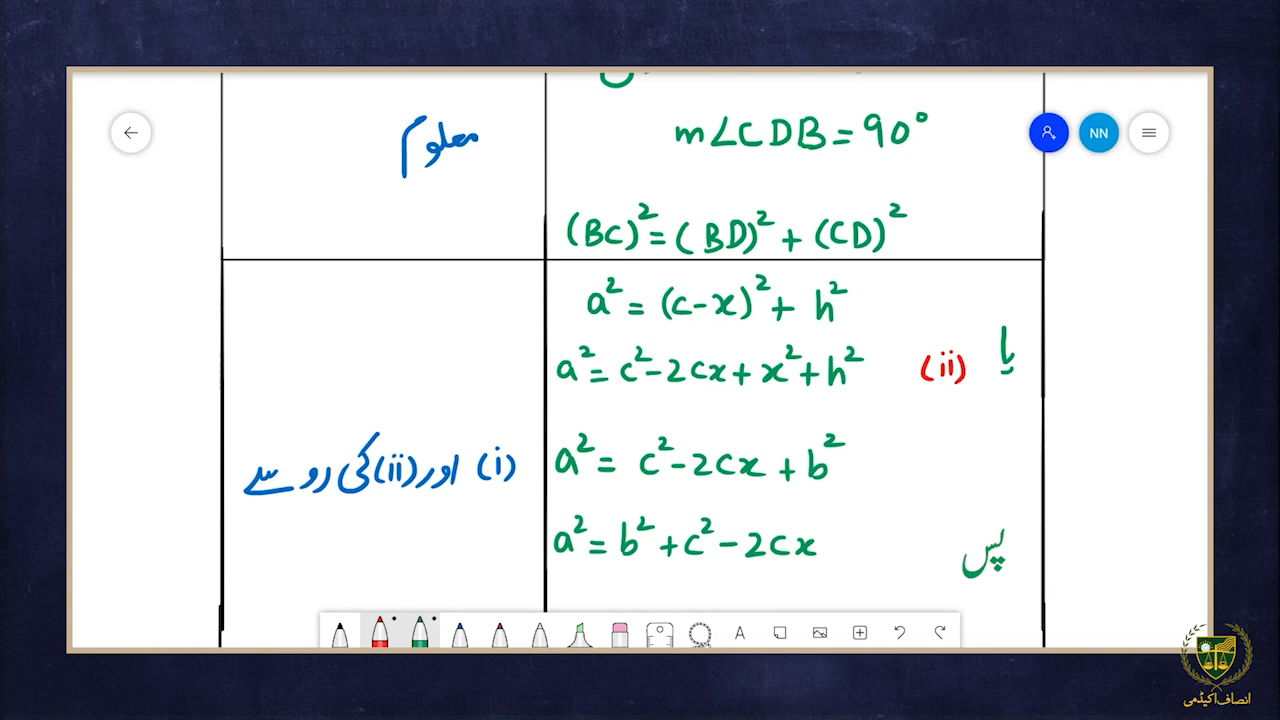 m∠CDB = 90°
معلوم
NN
(BC)² = (BD)² + (CD)²
a² = (c-x)² + h²
یا a² = c² - 2cx + x² + h² (ii)
(i) اور (ii) کی رو سے
a² = c² - 2cx + b²
پس a² = b² + c² - 2cx
A
انصاف اکیڈمی